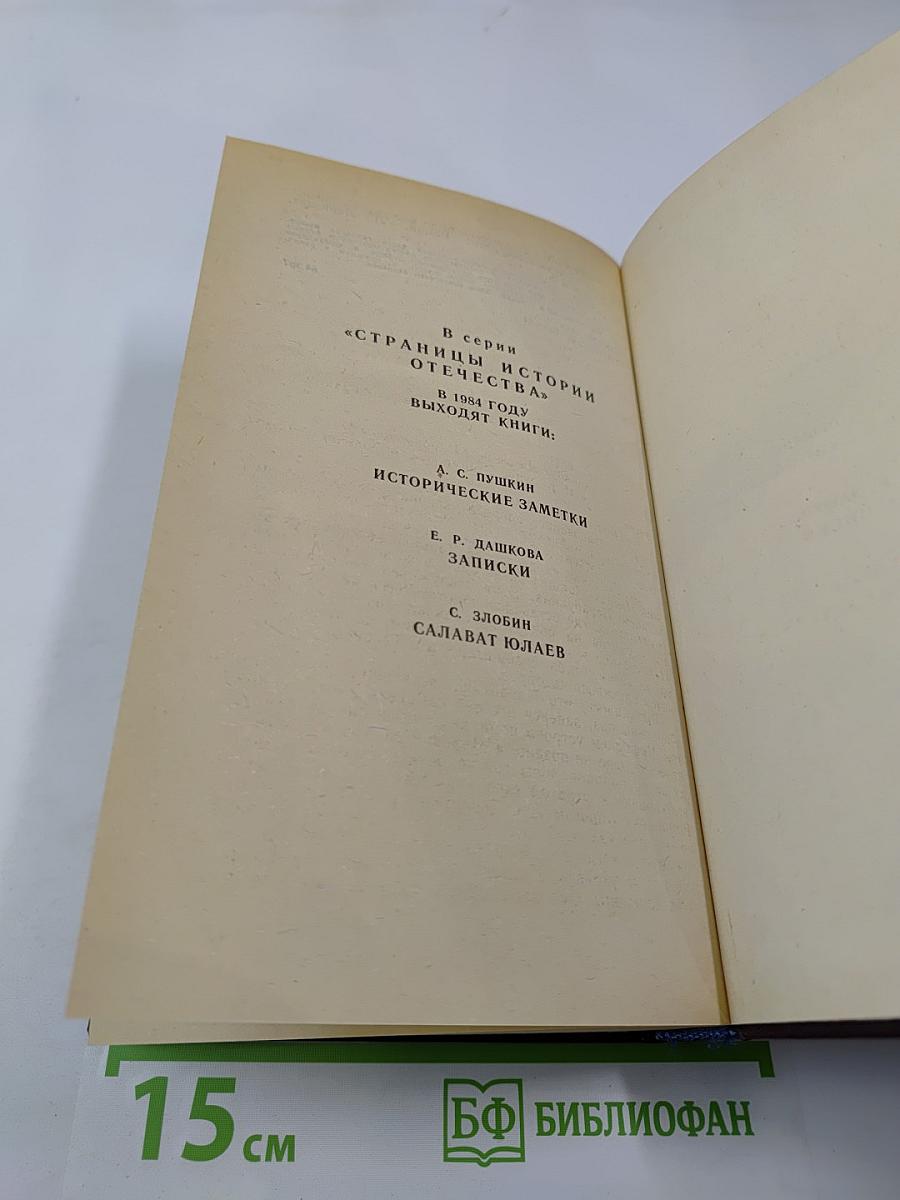 В серии
«СТРАНИЦЫ ИСТОРИИ
ОТЕЧЕСТВА»
В 1984 ГОДУ
ВЫХОДЯТ КНИГИ:
А. С. ПУШКИН
ИСТОРИЧЕСКИЕ ЗАМЕТКИ
Е. Р. ДАШКОВА
ЗАПИСКИ
С. ЗЛОБИН
САЛАВАТ ЮЛАЕВ
15 см
БФ БИБЛИОФАН